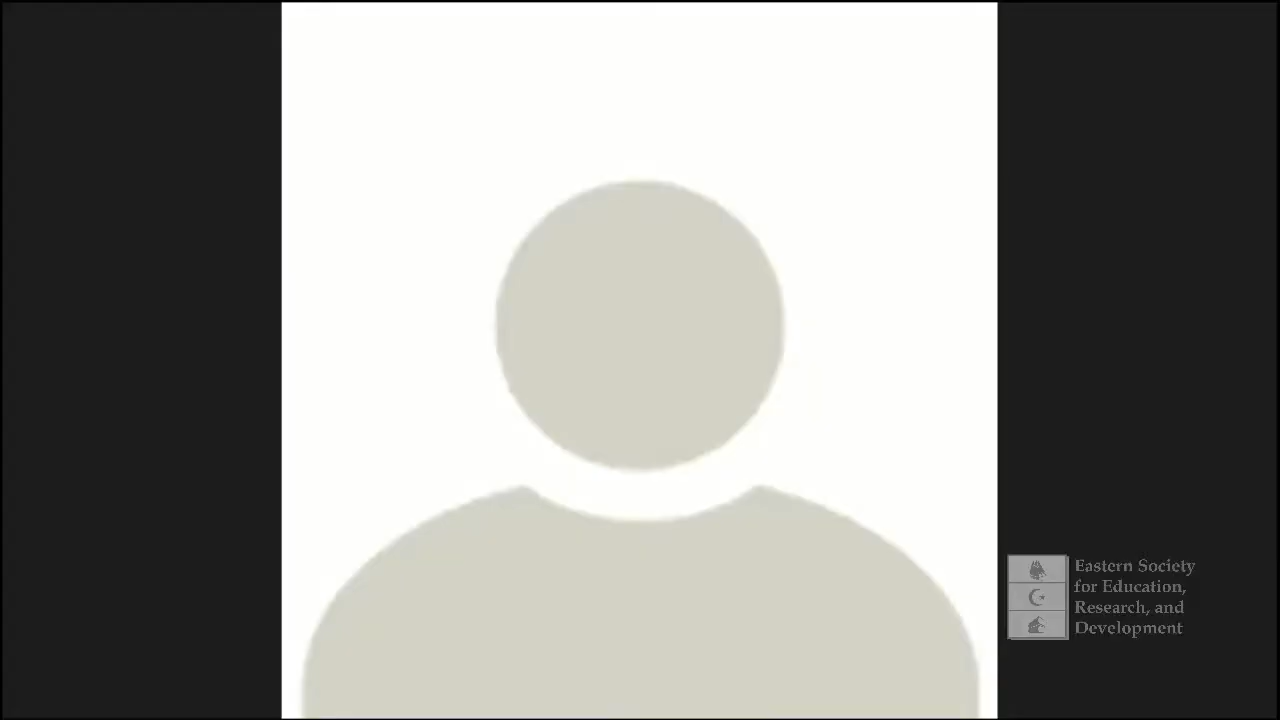 Eastern Society
for Education,
Research, and
Development